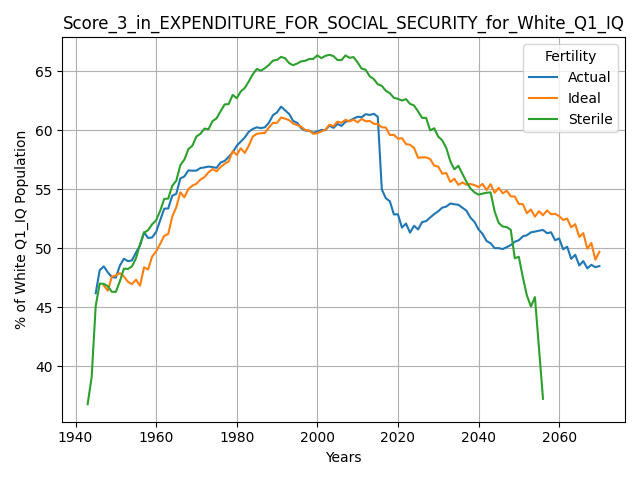 Score_3_in_EXPENDITURE_FOR_SOCIAL_SECURITY_for_White_Q1_IQ
Fertility
Actual
Ideal
Sterile
% of White Q1_IQ Population
65
60
55
50
45
40
1940
1960
1980
2000
2020
2040
2060
Years